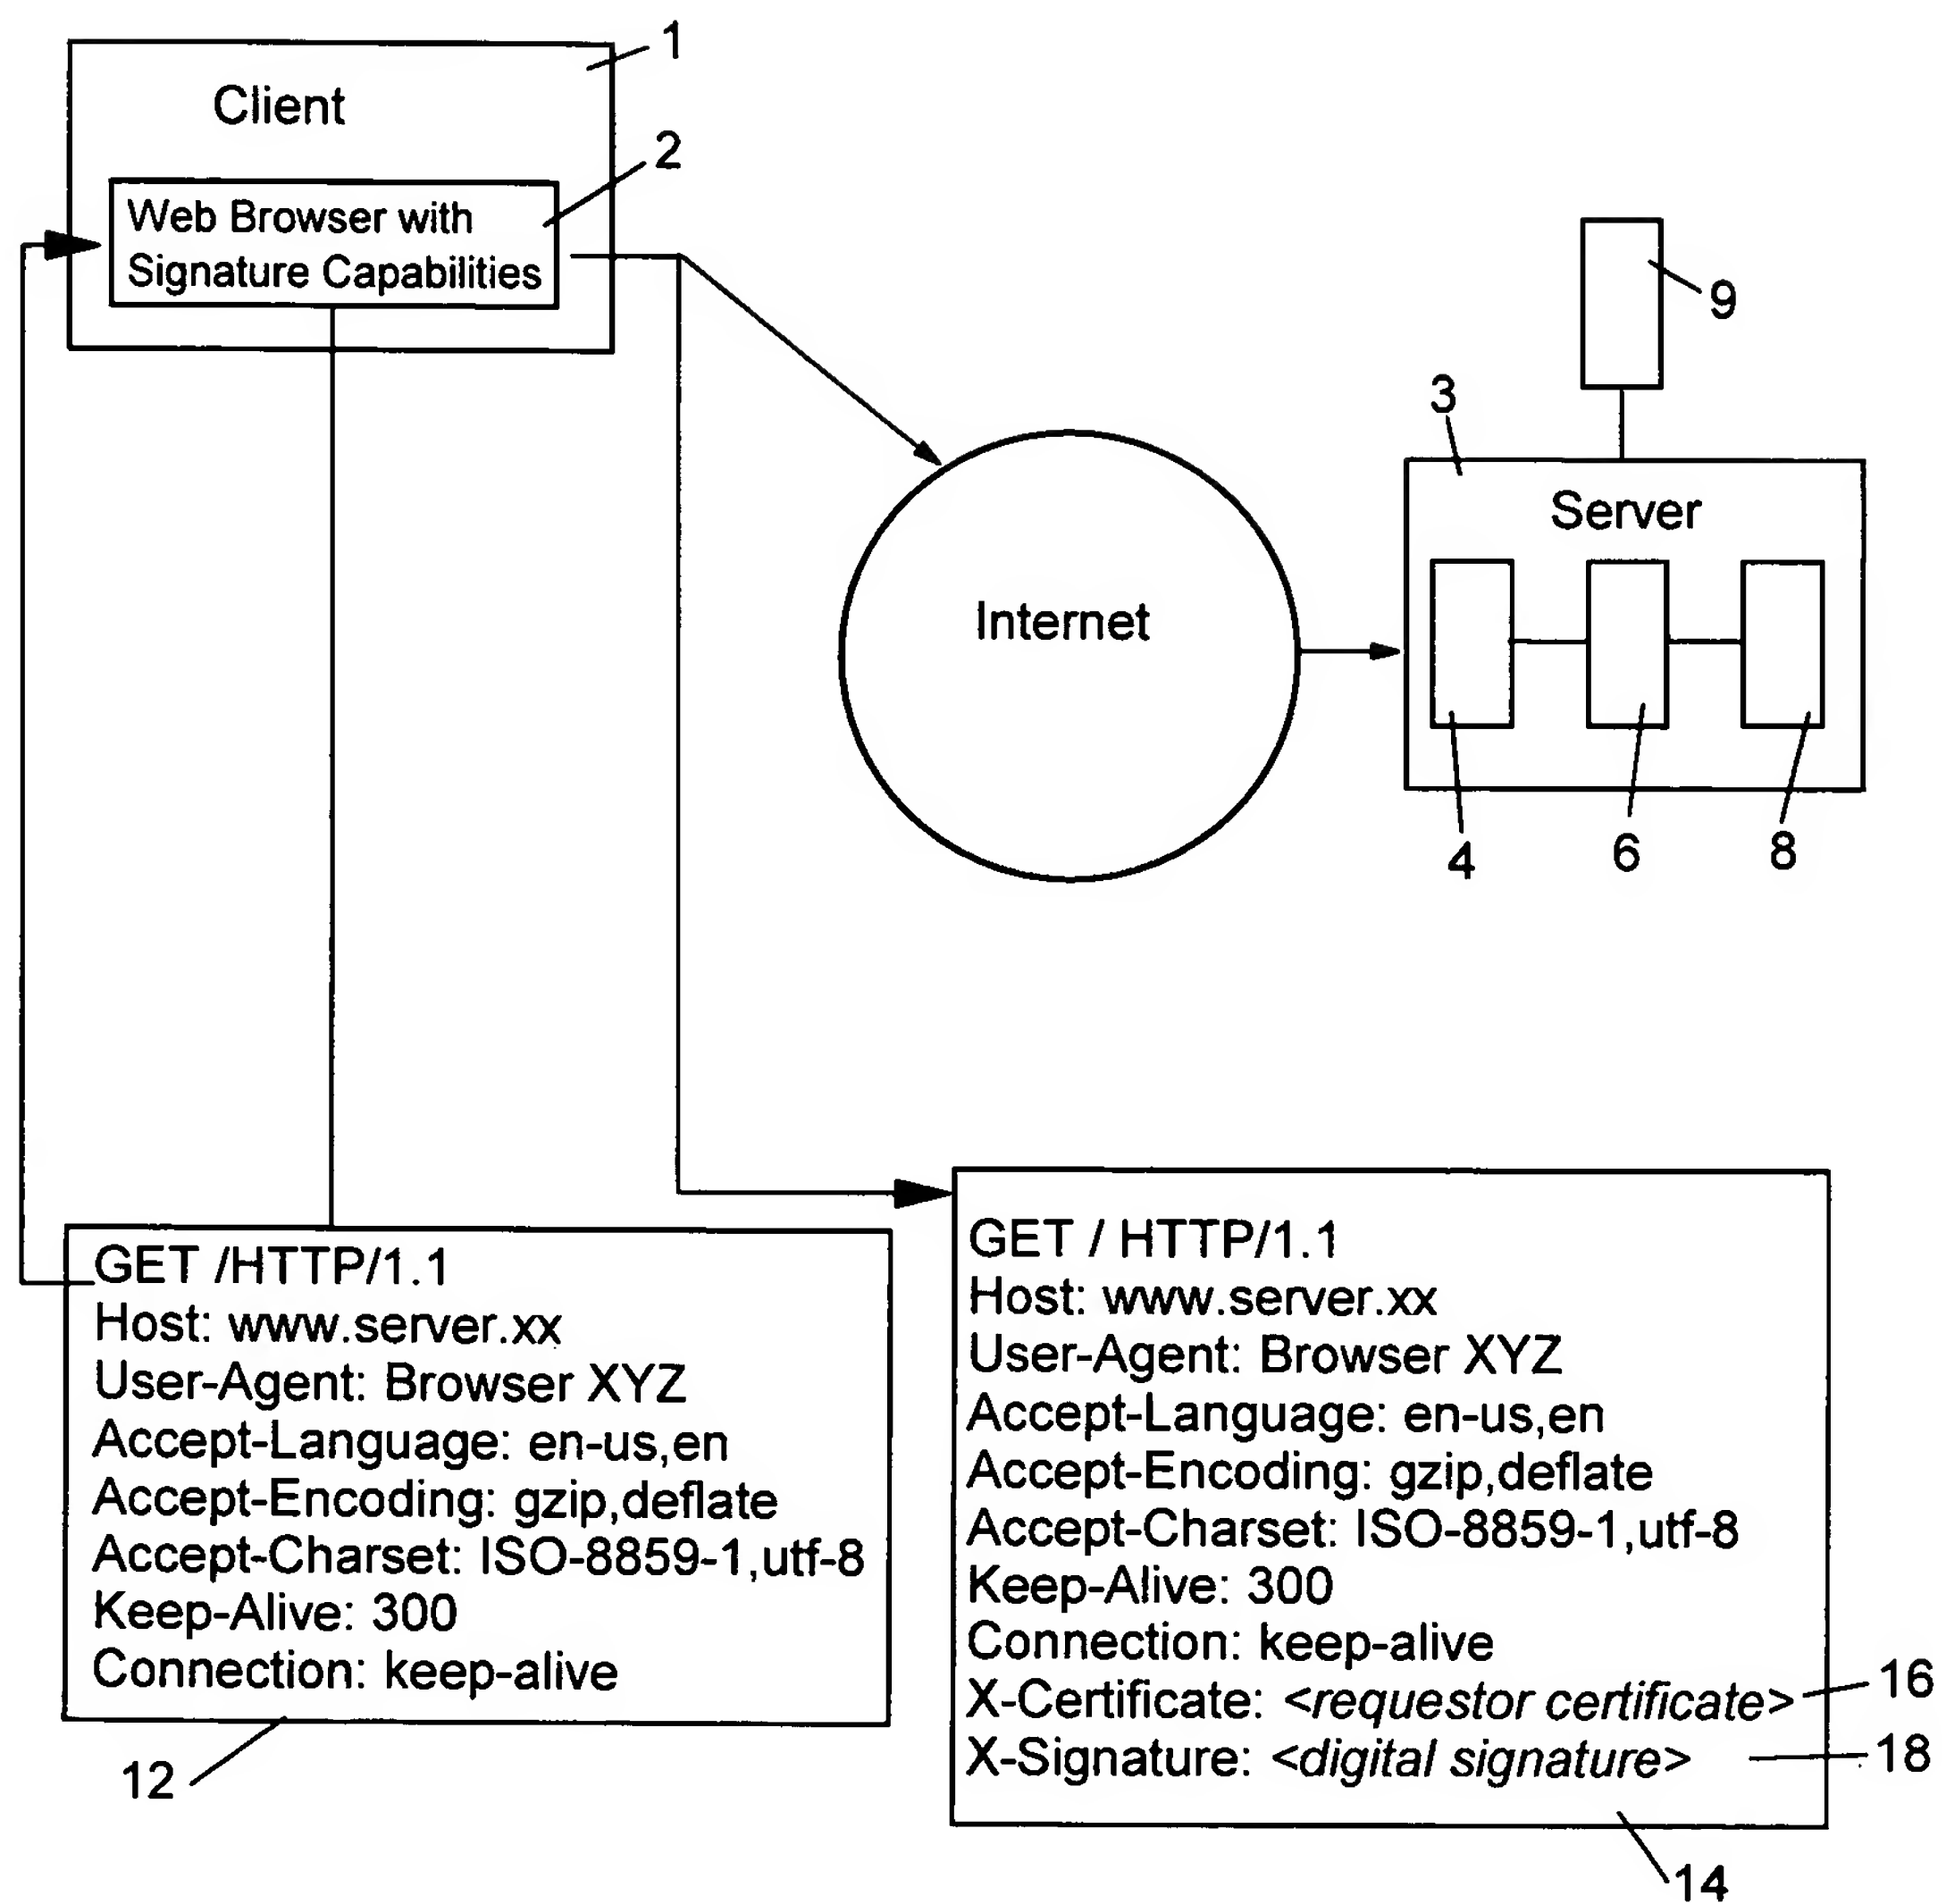 1
Client
2
Web Browser with
Signature Capabilities
9
3
Server
Internet
4
6
8
GET /HTTP/1.1
Host: www.server.xx
User-Agent: Browser XYZ
Accept-Language: en-us,en
Accept-Encoding: gzip,deflate
Accept-Charset: ISO-8859-1,utf-8
Keep-Alive: 300
Connection: keep-alive
12
GET / HTTP/1.1
Host: www.server.xx
User-Agent: Browser XYZ
Accept-Language: en-us,en
Accept-Encoding: gzip,deflate
Accept-Charset: ISO-8859-1,utf-8
Keep-Alive: 300
Connection: keep-alive
X-Certificate: <requestor certificate>
16
X-Signature: <digital signature>
18
14